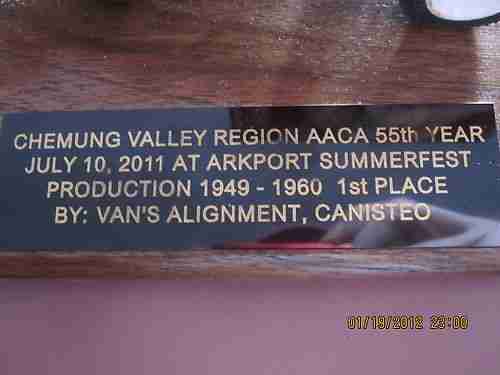 CHEMUNG VALLEY REGION AACA 55th YEAR
JULY 10, 2011 AT ARKPORT SUMMERFEST
PRODUCTION 1949 - 1960 1st PLACE
BY: VAN'S ALIGNMENT, CANISTEO
01/19/2012 23:00